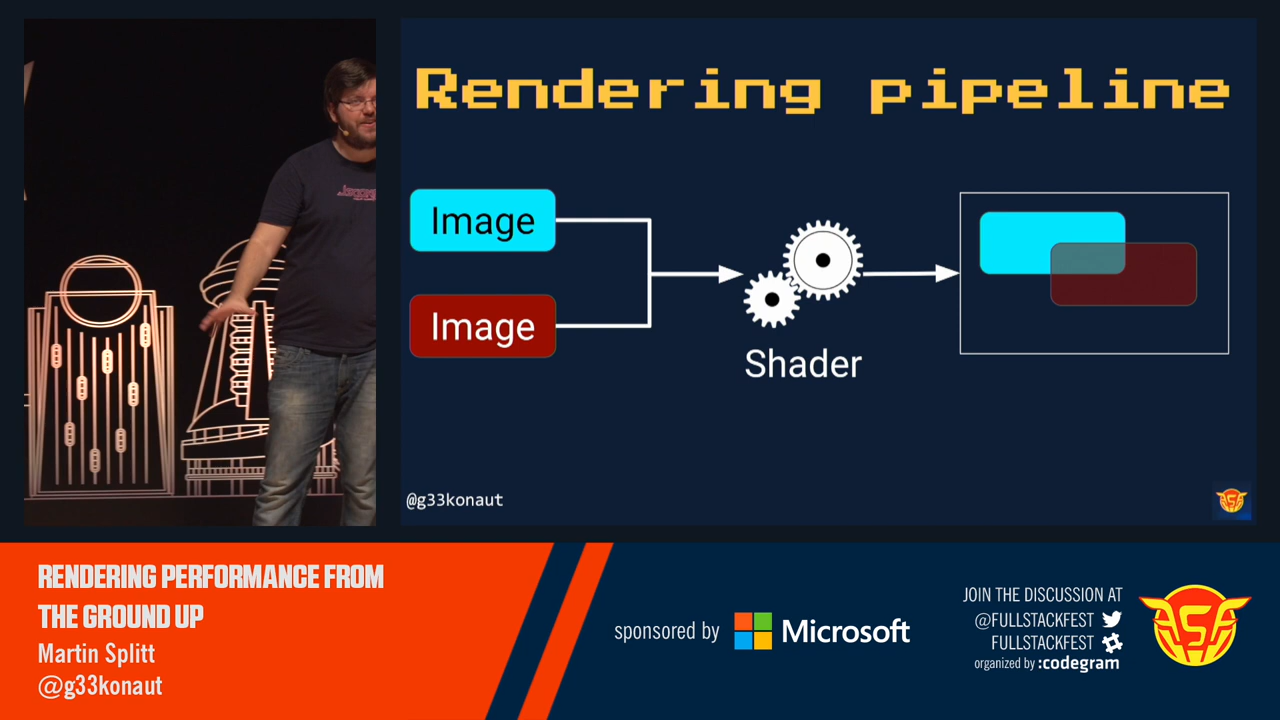 Rendering pipeline
Image
Image
Shader
@g33konaut
RENDERING PERFORMANCE FROM
THE GROUND UP
Martin Splitt
@g33konaut
sponsored by Microsoft
JOIN THE DISCUSSION AT
@FULLSTACKFEST
FULLSTACKFEST
organized by :codegram